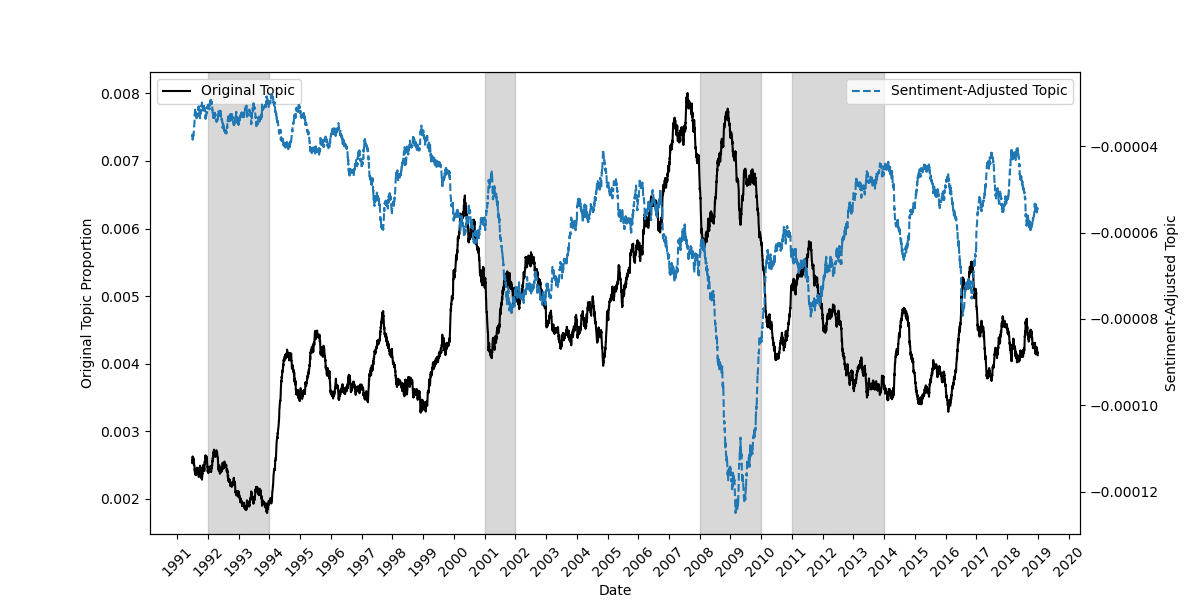 Original Topic
Sentiment-Adjusted Topic
0.008
0.007
0.006
0.005
0.004
0.003
0.002
Original Topic Proportion
−0.00004
−0.00006
−0.00008
−0.00010
−0.00012
Sentiment-Adjusted Topic
1991 1992 1993 1994 1995 1996 1997 1998 1999 2000 2001 2002 2003 2004 2005 2006 2007 2008 2009 2010 2011 2012 2013 2014 2015 2016 2017 2018 2019 2020
Date